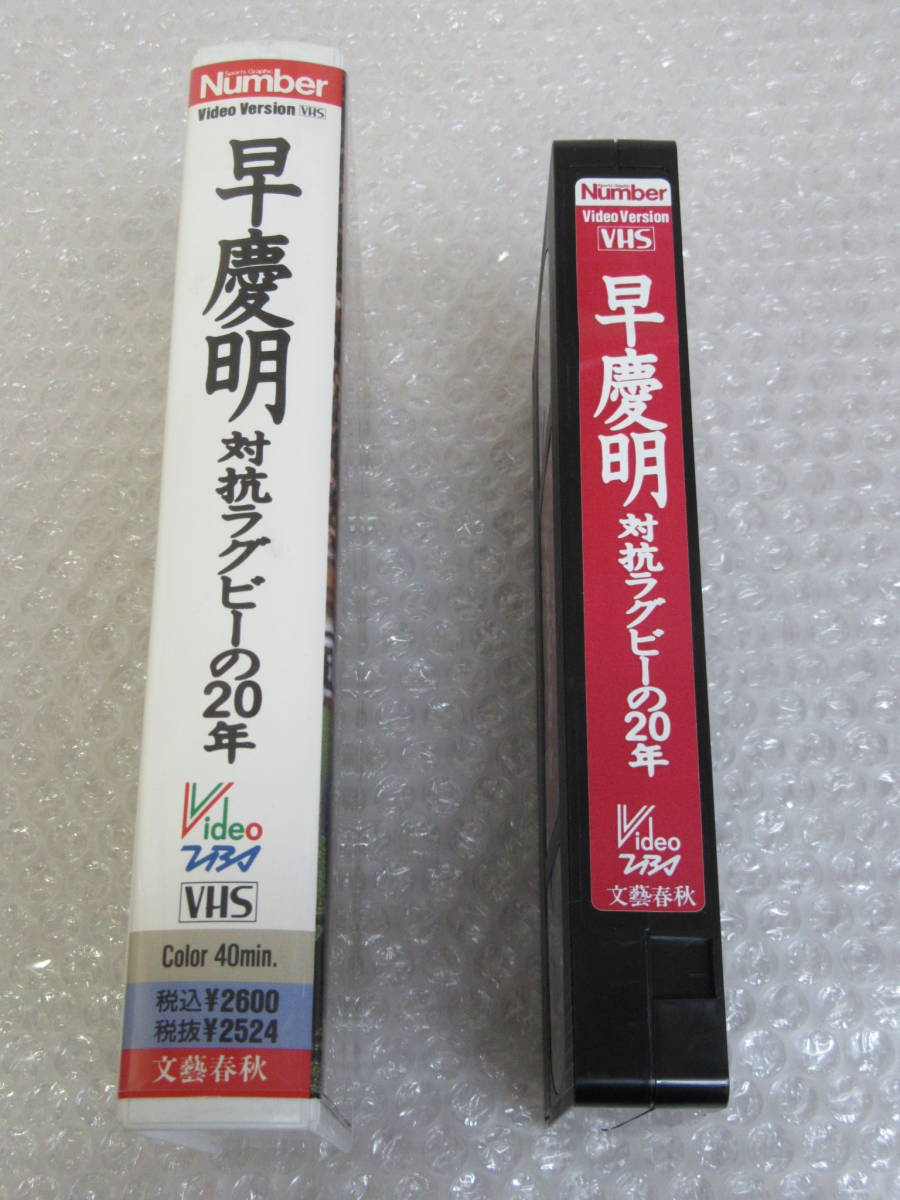 Sports Graphic
Number
Video Version VHS
早慶明
対抗ラグビーの20年
Video
TBS
VHS
Color 40min.
税込¥2600
税抜¥2524
文藝春秋
Sports Graphic
Number
Video Version
VHS
早慶明
対抗ラグビーの20年
Video
TBS
文藝春秋